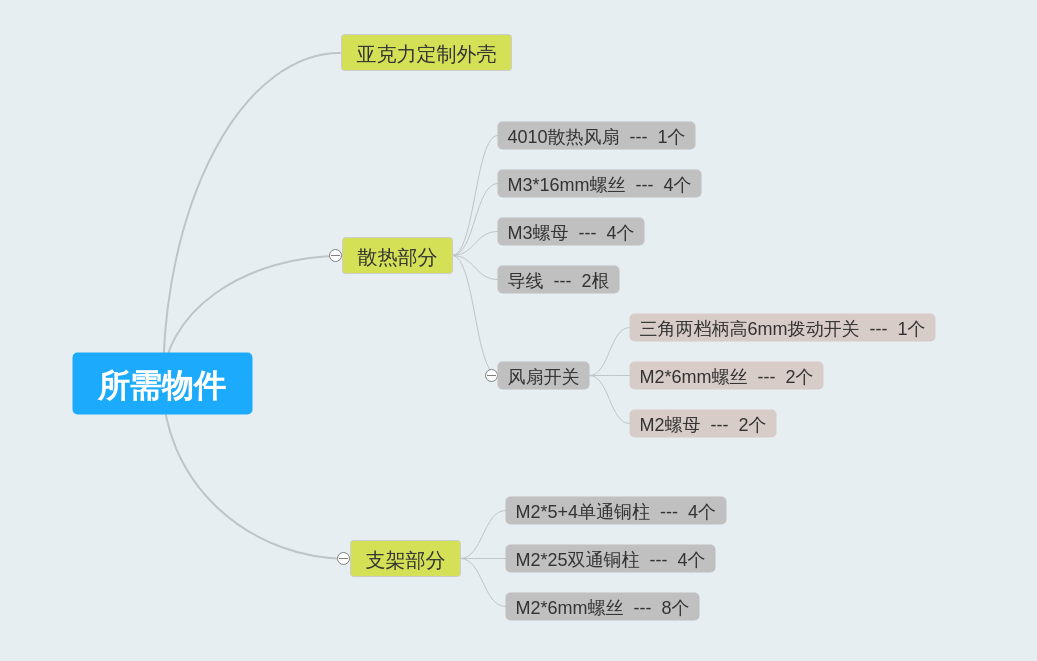 亚克力定制外壳
4010散热风扇 --- 1个
M3*16mm螺丝 --- 4个
M3螺母 --- 4个
散热部分
导线 --- 2根
三角两档柄高6mm拨动开关 --- 1个
风扇开关
M2*6mm螺丝 --- 2个
所需物件
M2螺母 --- 2个
M2*5+4单通铜柱 --- 4个
支架部分
M2*25双通铜柱 --- 4个
M2*6mm螺丝 --- 8个